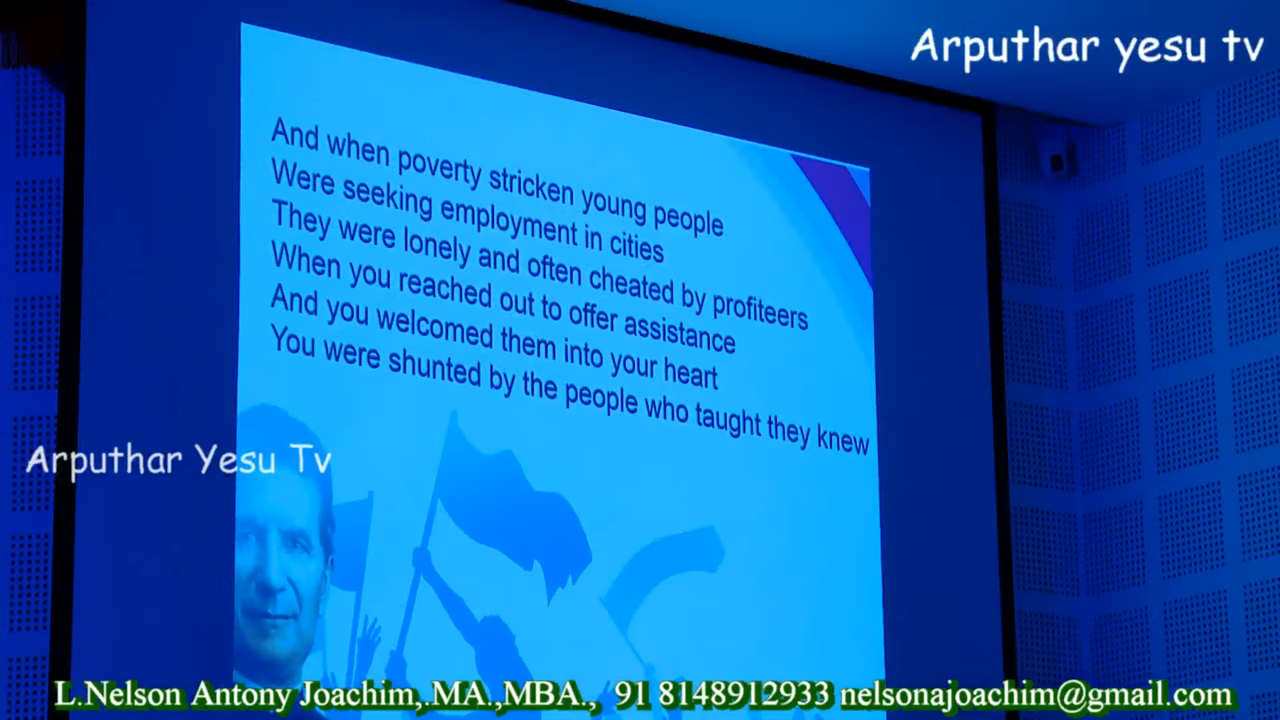 Arputhar yesu tv
And when poverty stricken young people
Were seeking employment in cities
They were lonely and often cheated by profiteers
When you reached out to offer assistance
And you welcomed them into your heart
You were shunted by the people who taught they knew
Arputhar Yesu Tv
L.Nelson Antony Joachim,.MA.,MBA., 91 8148912933 nelsonajoachim@gmail.com